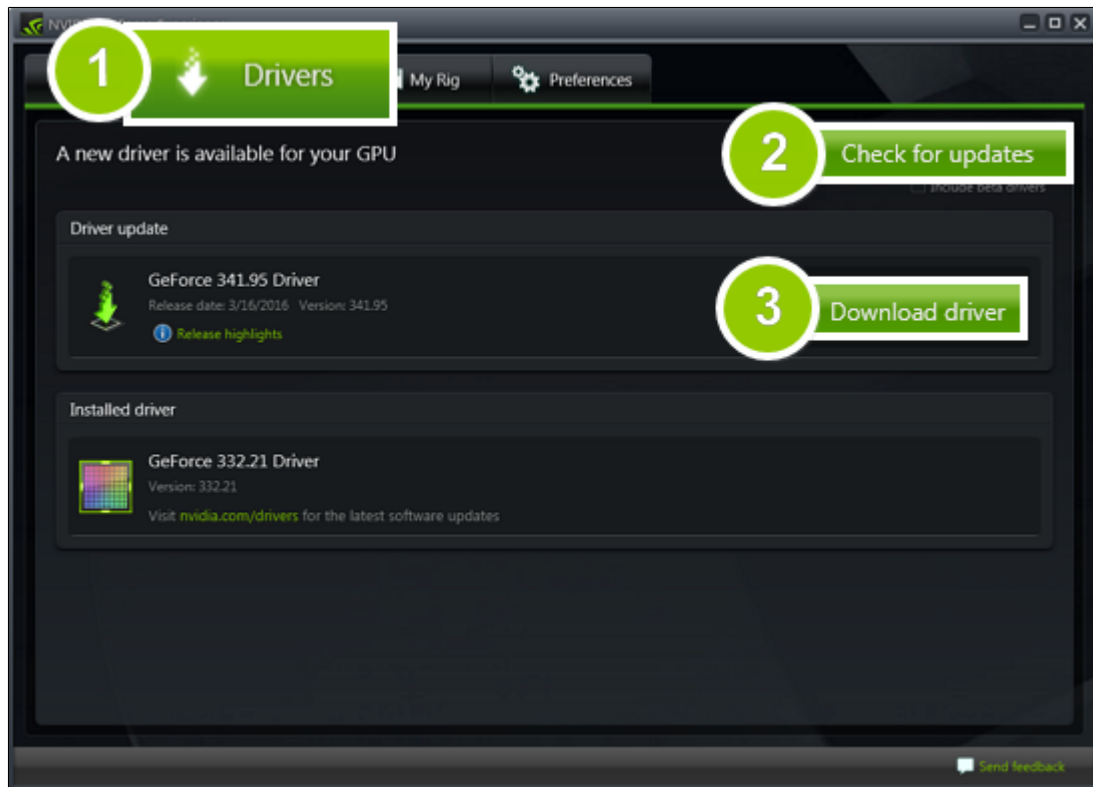 NV
1
Drivers
My Rig
Preferences
A new driver is available for your GPU
2
Check for updates
Include beta drivers
Driver update
GeForce 341.95 Driver
Release date: 3/16/2016 Version: 341.95
Release highlights
3
Download driver
Installed driver
GeForce 332.21 Driver
Version: 332.21
Visit nvidia.com/drivers for the latest software updates
Send feedback